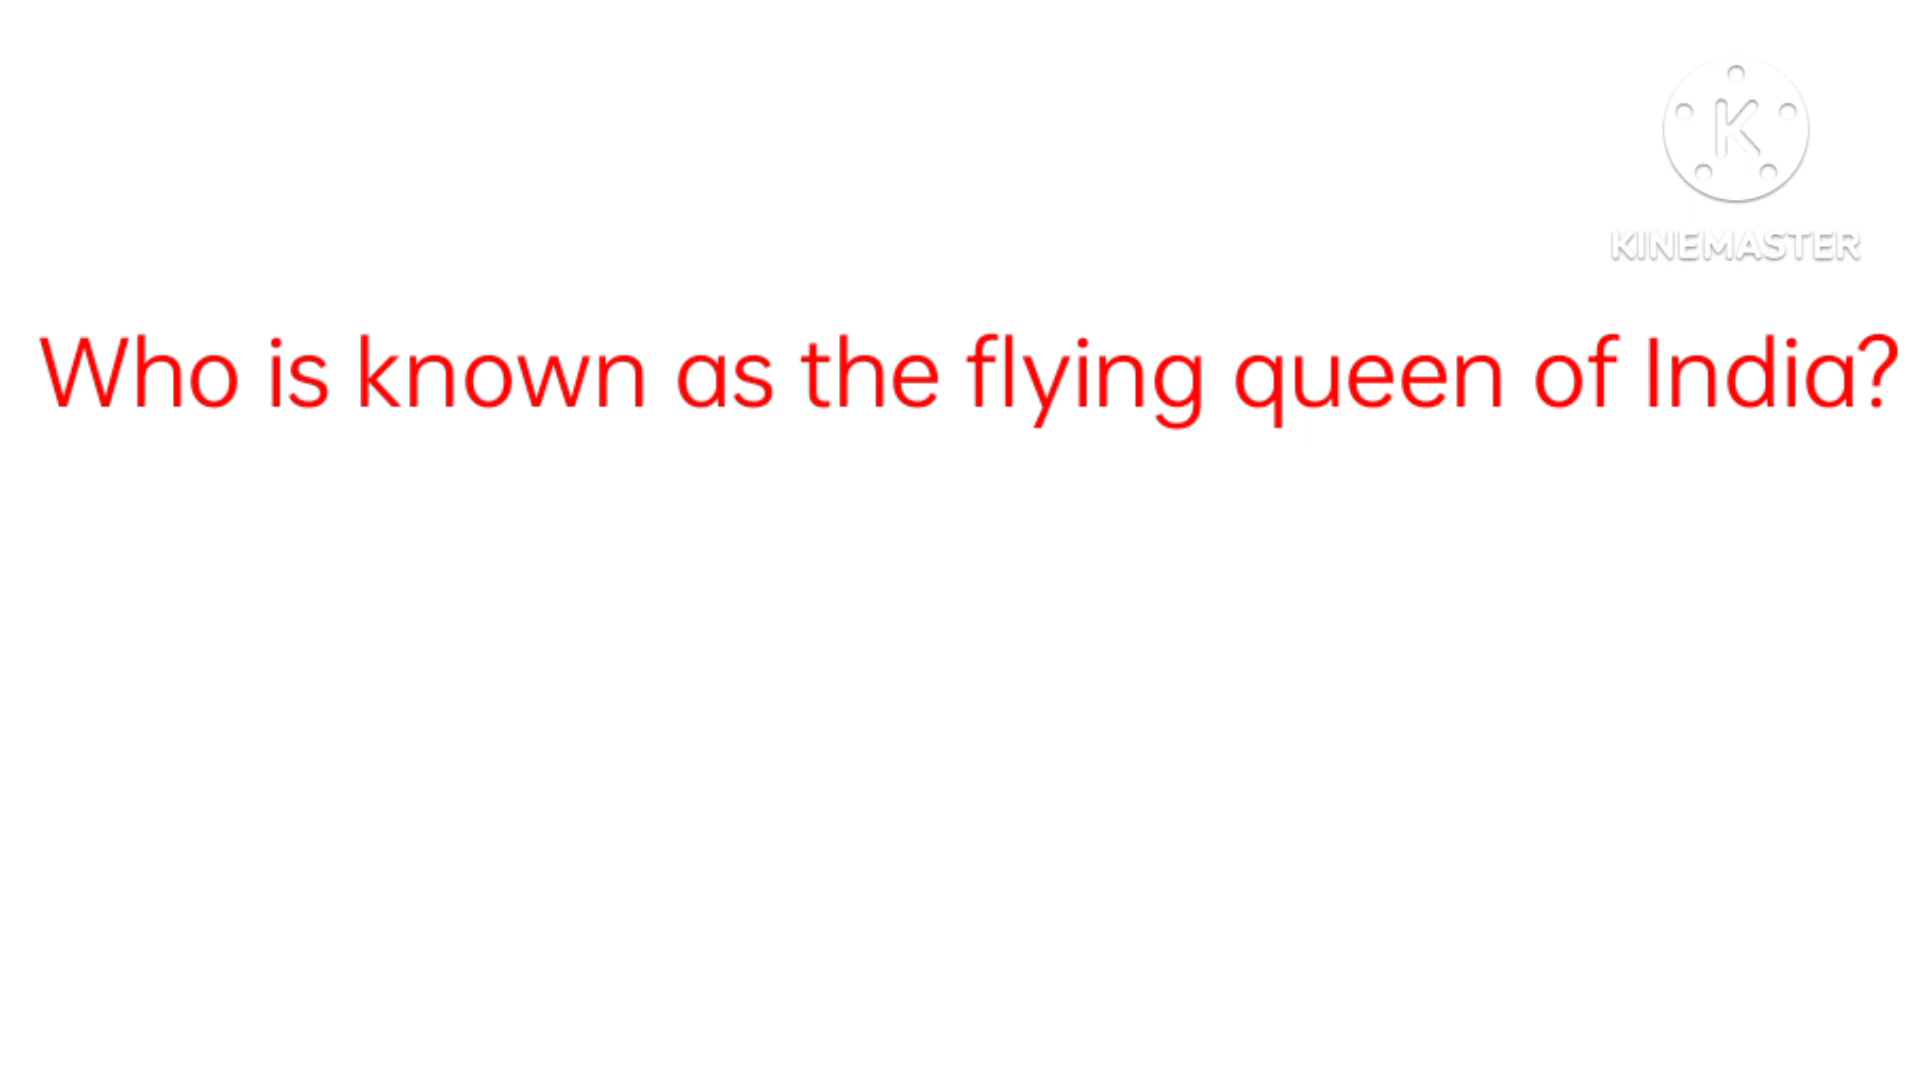 K
KINEMASTER
Who is known as the flying queen of India?